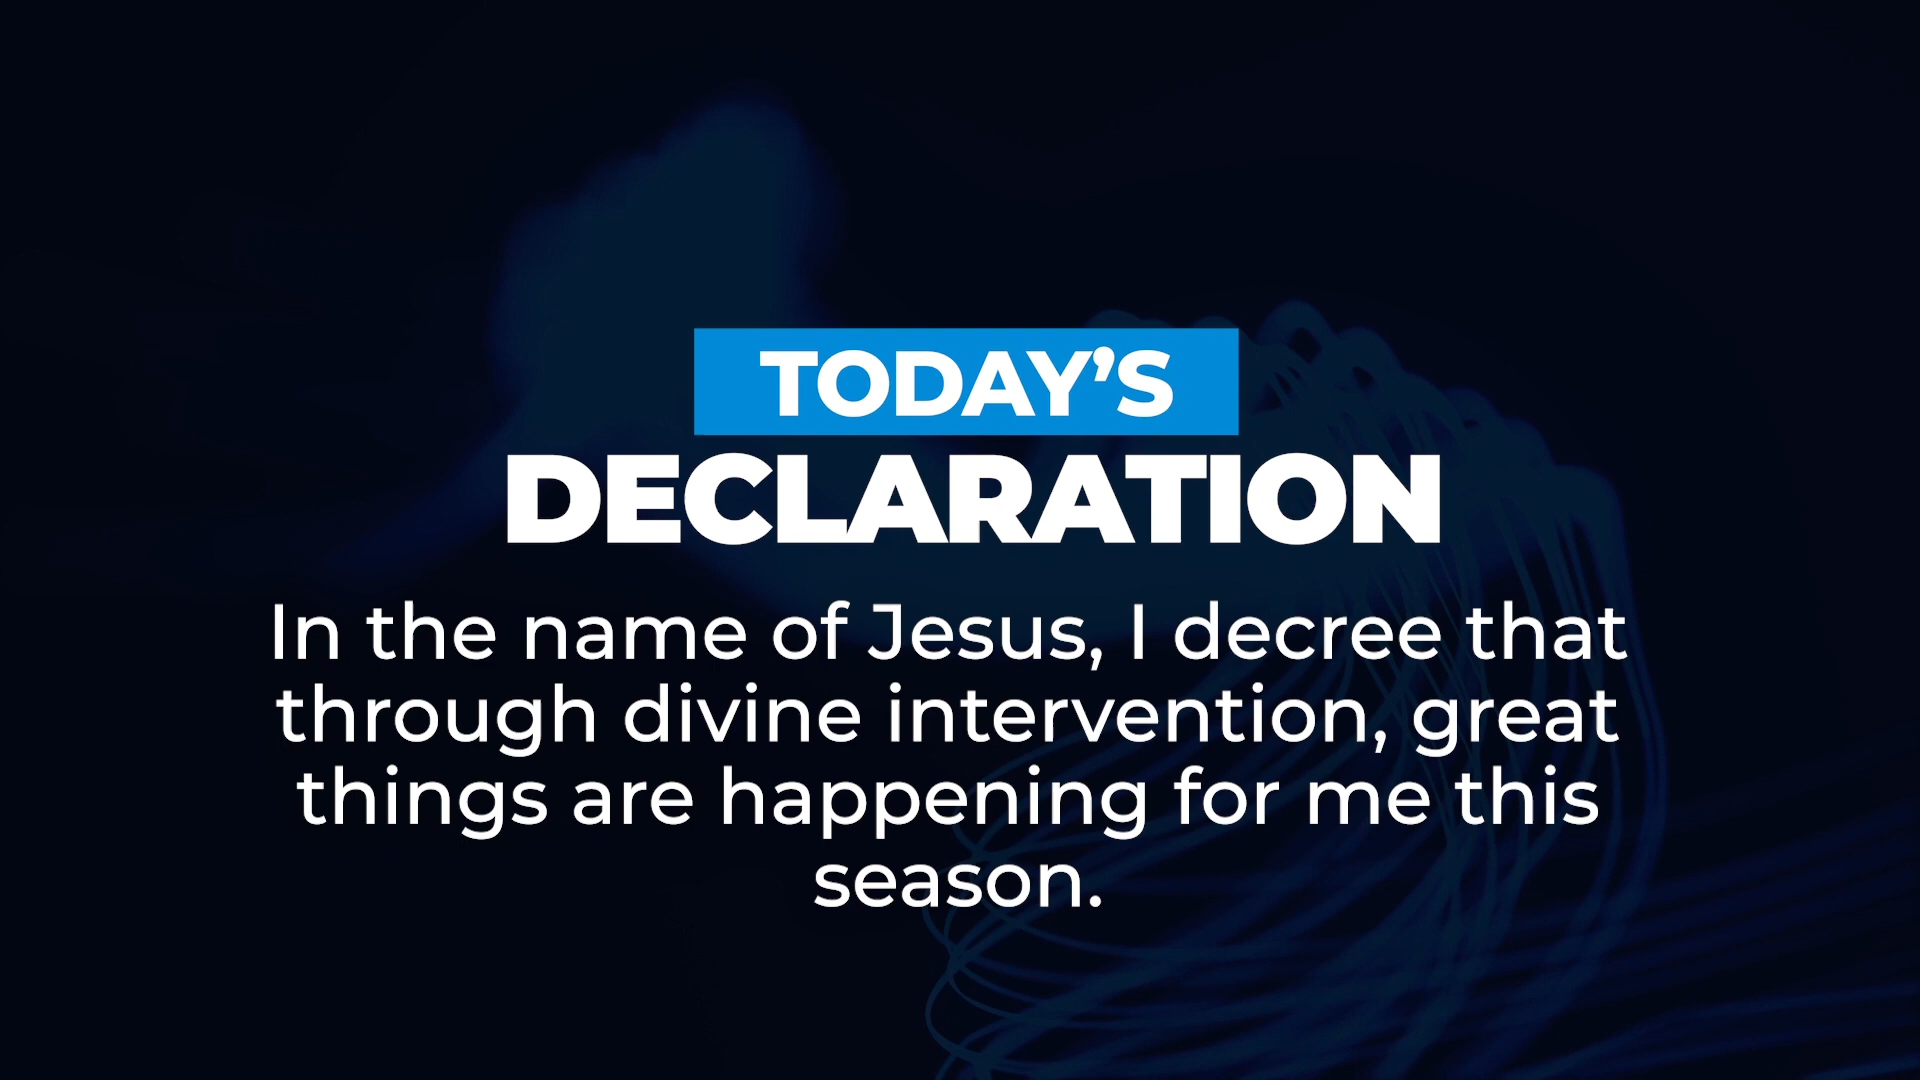 TODAY’S
DECLARATION
In the name of Jesus, I decree that
through divine intervention, great
things are happening for me this
season.